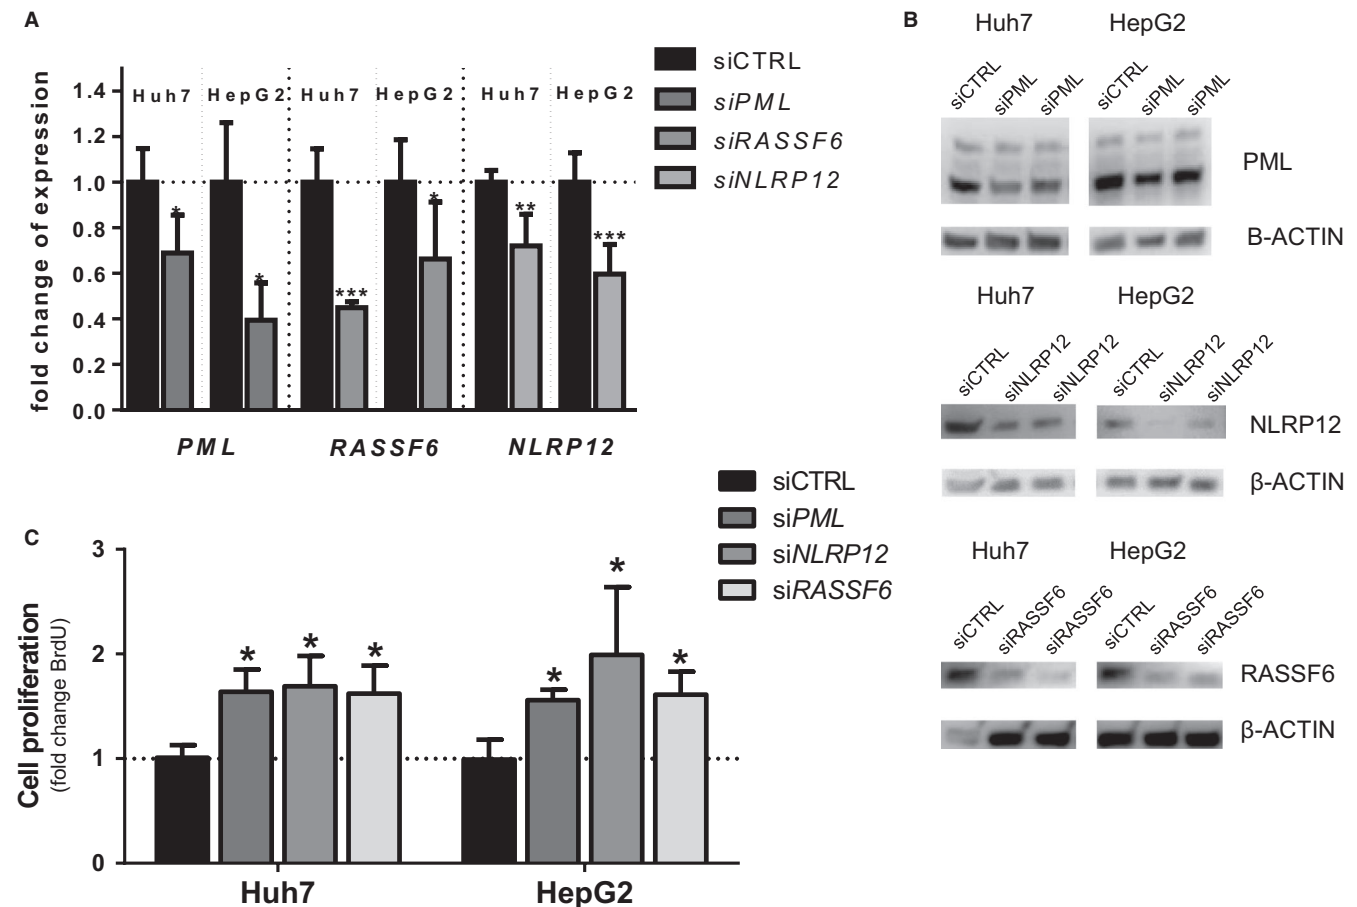 A
fold change of expression
1.4
1.2
1.0
0.8
0.6
0.4
0.2
0.0
Huh7 HepG2 Huh7 HepG2 Huh7 HepG2
* * *** * ** ***
PML RASSF6 NLRP12
siCTRL
siPML
siRASSF6
siNLRP12
B
Huh7 HepG2
siCTRL siPML siPML siCTRL siPML siPML
PML
B-ACTIN
Huh7 HepG2
siCTRL siNLRP12 siNLRP12 siCTRL siNLRP12 siNLRP12
NLRP12
β-ACTIN
Huh7 HepG2
siCTRL siRASSF6 siRASSF6 siCTRL siRASSF6 siRASSF6
RASSF6
β-ACTIN
C
Cell proliferation
(fold change BrdU)
3
2
1
0
* * * * * *
Huh7 HepG2
siCTRL
siPML
siNLRP12
siRASSF6